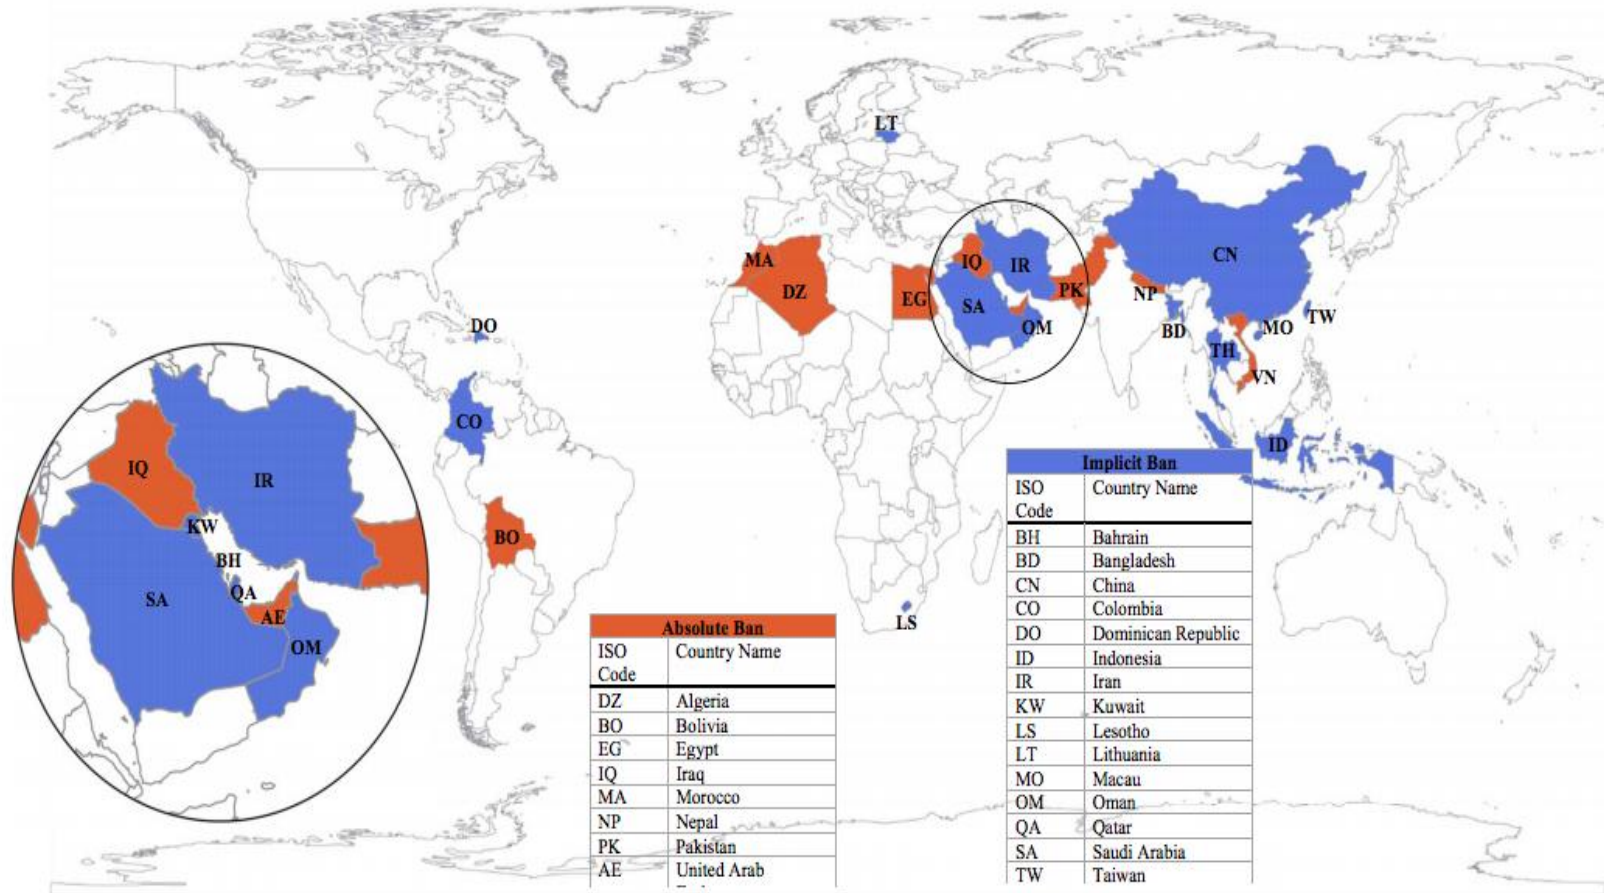 LT
MA
DZ
EG
IQ
IR
SA
OM
PK
CN
NP
BD
MO
TW
TH
VN
ID
DO
CO
BO
LS
IQ
IR
KW
BH
QA
SA
AE
OM
Absolute Ban
ISO Code Country Name
DZ Algeria
BO Bolivia
EG Egypt
IQ Iraq
MA Morocco
NP Nepal
PK Pakistan
AE United Arab
Implicit Ban
ISO Code Country Name
BH Bahrain
BD Bangladesh
CN China
CO Colombia
DO Dominican Republic
ID Indonesia
IR Iran
KW Kuwait
LS Lesotho
LT Lithuania
MO Macau
OM Oman
QA Qatar
SA Saudi Arabia
TW Taiwan